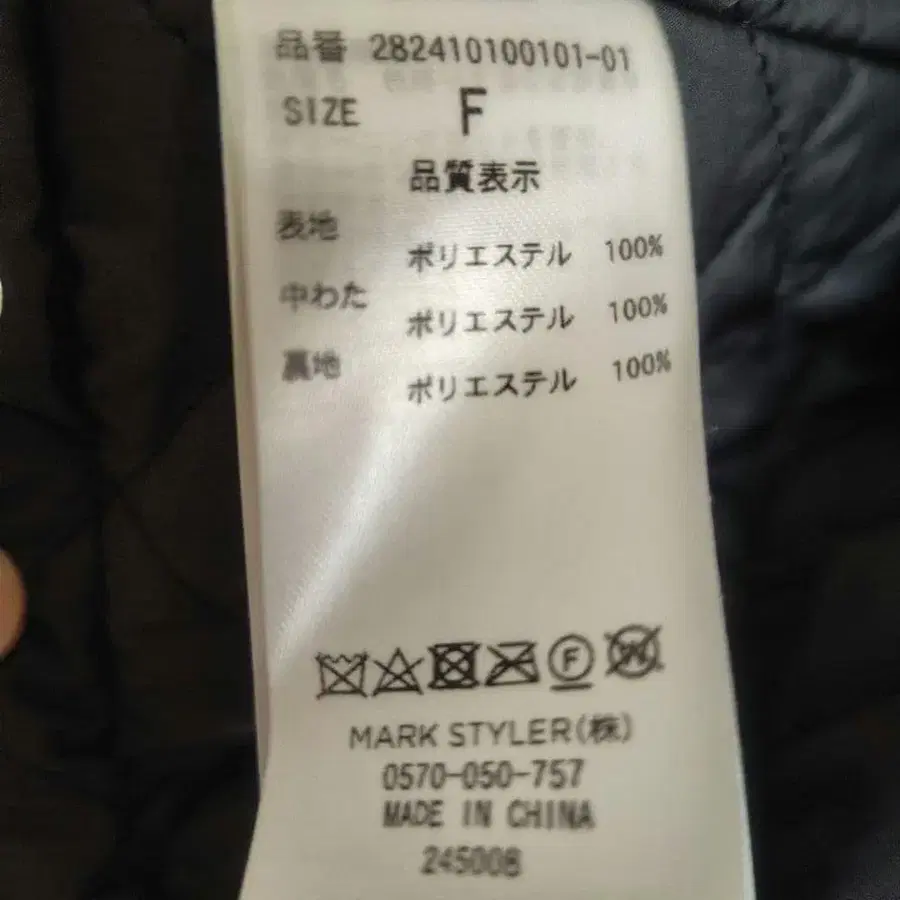 品番 282410100101-01
SIZE F
品質表示
表地
ポリエステル 100%
中わた
ポリエステル 100%
裏地
ポリエステル 100%
F
W
MARK STYLER(株)
0570-050-757
MADE IN CHINA
245008